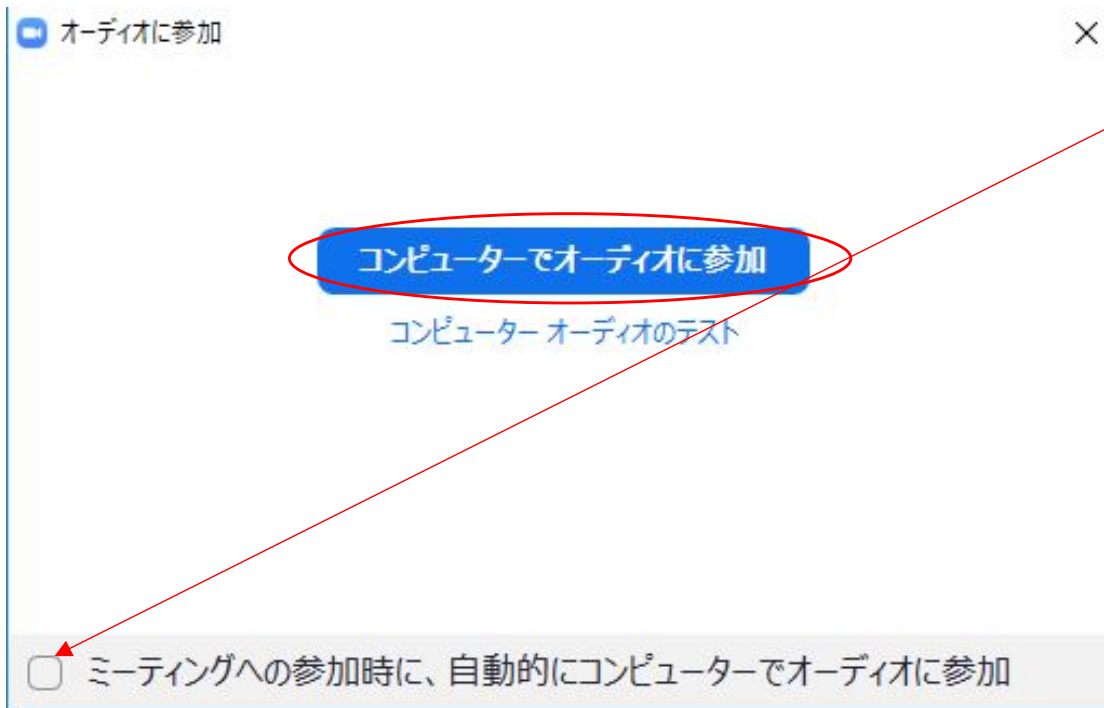 オーディオに参加
コンピューターでオーディオに参加
コンピューター オーディオのテスト
ミーティングへの参加時に、自動的にコンピューターでオーディオに参加